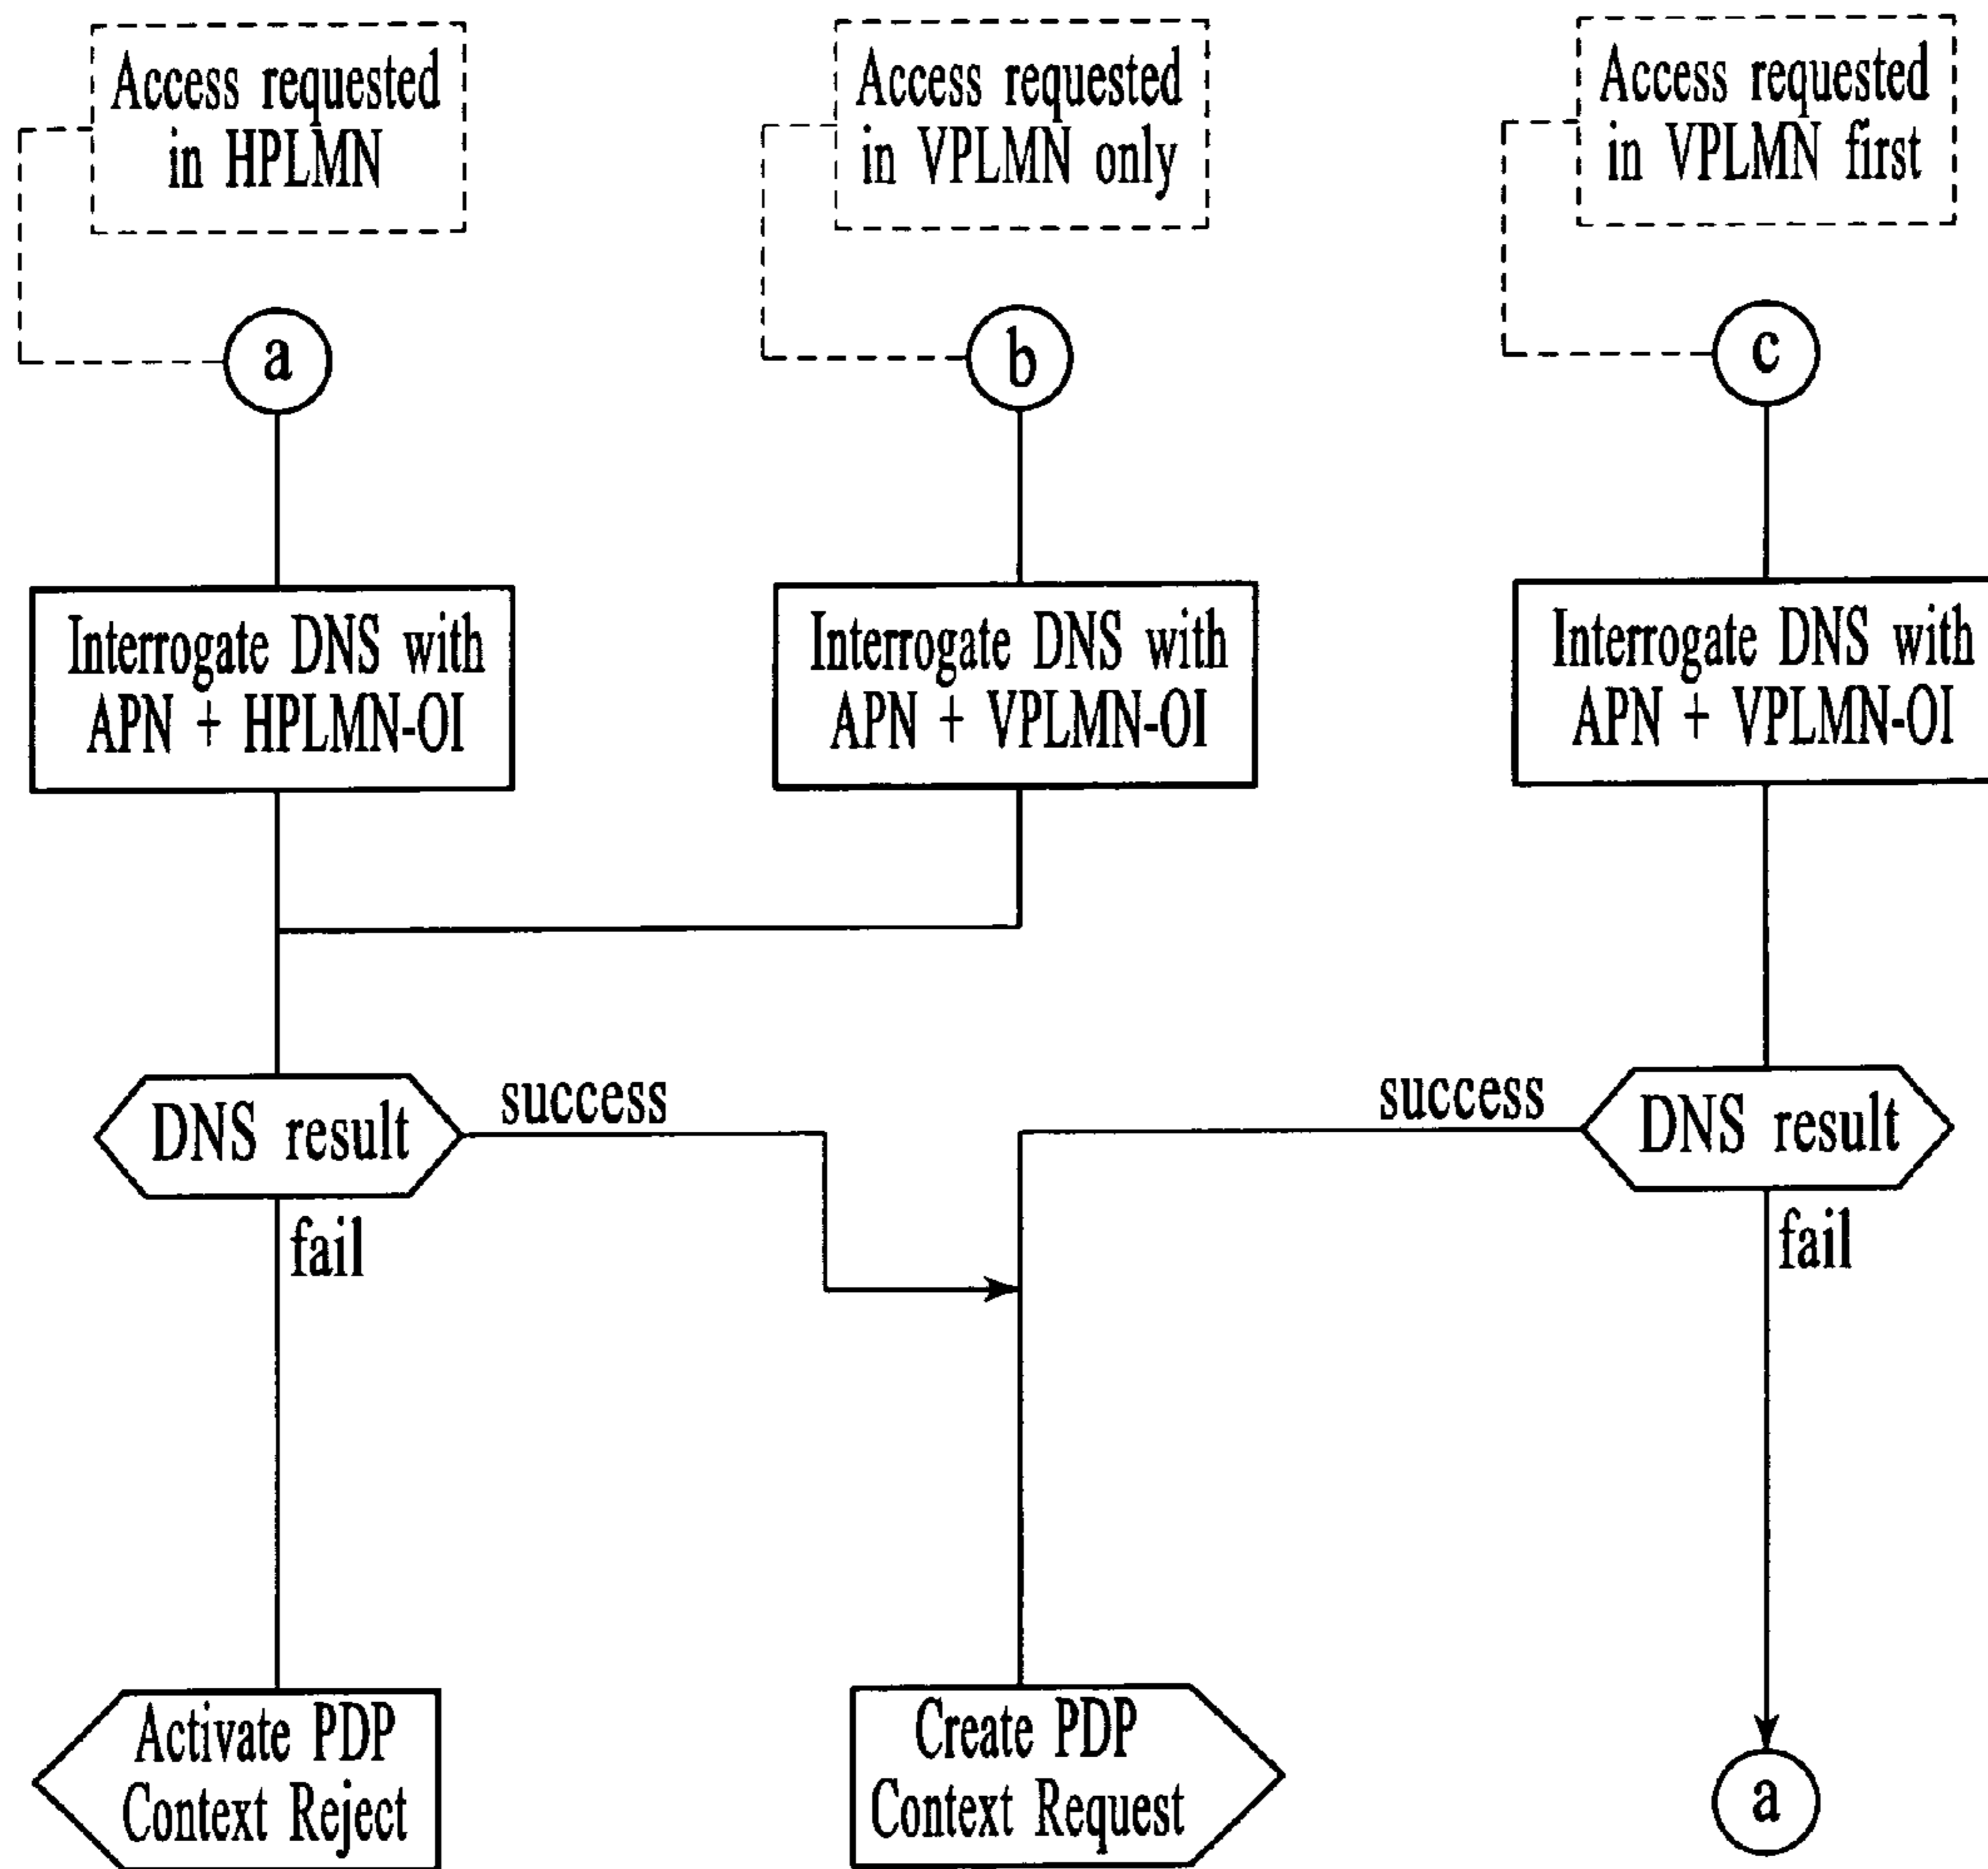 Access requested
in HPLMN
Access requested
in VPLMN only
Access requested
in VPLMN first
a
b
c
Interrogate DNS with
APN + HPLMN-OI
Interrogate DNS with
APN + VPLMN-OI
Interrogate DNS with
APN + VPLMN-OI
DNS result
success
fail
success
DNS result
fail
Activate PDP
Context Reject
Create PDP
Context Request
a